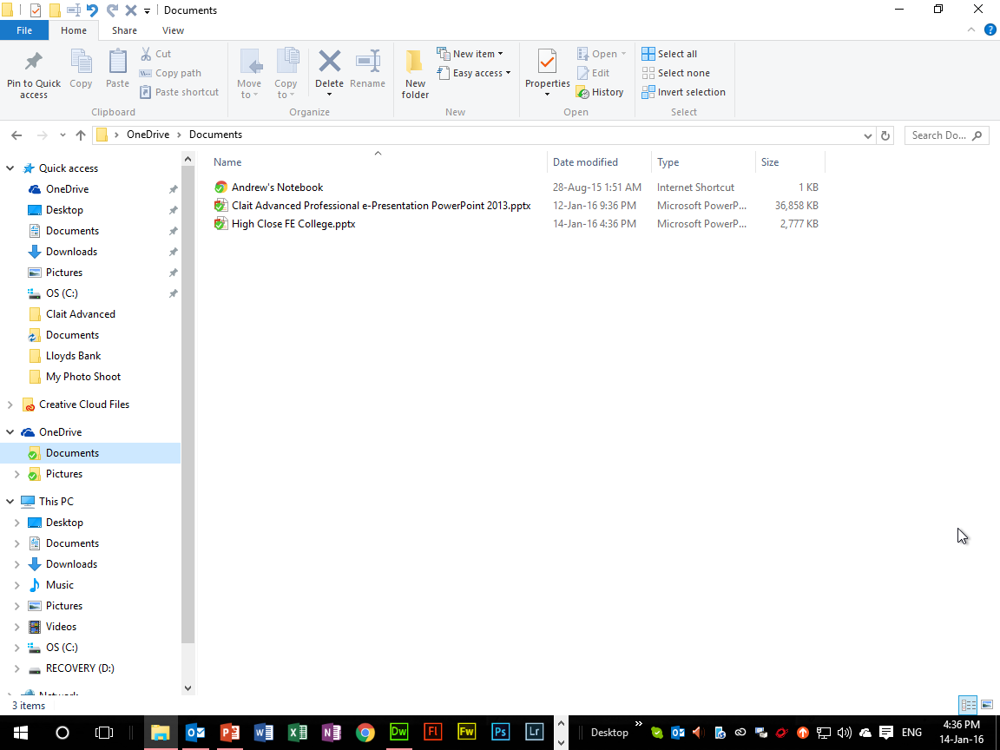 Documents
File Home Share View
Pin to Quick access
Copy
Paste
Cut
Copy path
Paste shortcut
Clipboard
Move to
Copy to
Delete
Rename
Organize
New folder
New item
Easy access
New
Properties
Open
Edit
History
Open
Select all
Select none
Invert selection
Select
OneDrive > Documents
Search Do...
Name Date modified Type Size
Andrew's Notebook 28-Aug-15 1:51 AM Internet Shortcut 1 KB
Clait Advanced Professional e-Presentation PowerPoint 2013.pptx 12-Jan-16 9:36 PM Microsoft PowerP... 36,858 KB
High Close FE College.pptx 14-Jan-16 4:36 PM Microsoft PowerP... 2,777 KB
Quick access
OneDrive
Desktop
Documents
Downloads
Pictures
OS (C:)
Clait Advanced
Documents
Lloyds Bank
My Photo Shoot
Creative Cloud Files
OneDrive
Documents
Pictures
This PC
Desktop
Documents
Downloads
Music
Pictures
Videos
OS (C:)
RECOVERY (D:)
Network
3 items
Dw Fl Fw Ps Lr
Desktop
ENG
4:36 PM
14-Jan-16